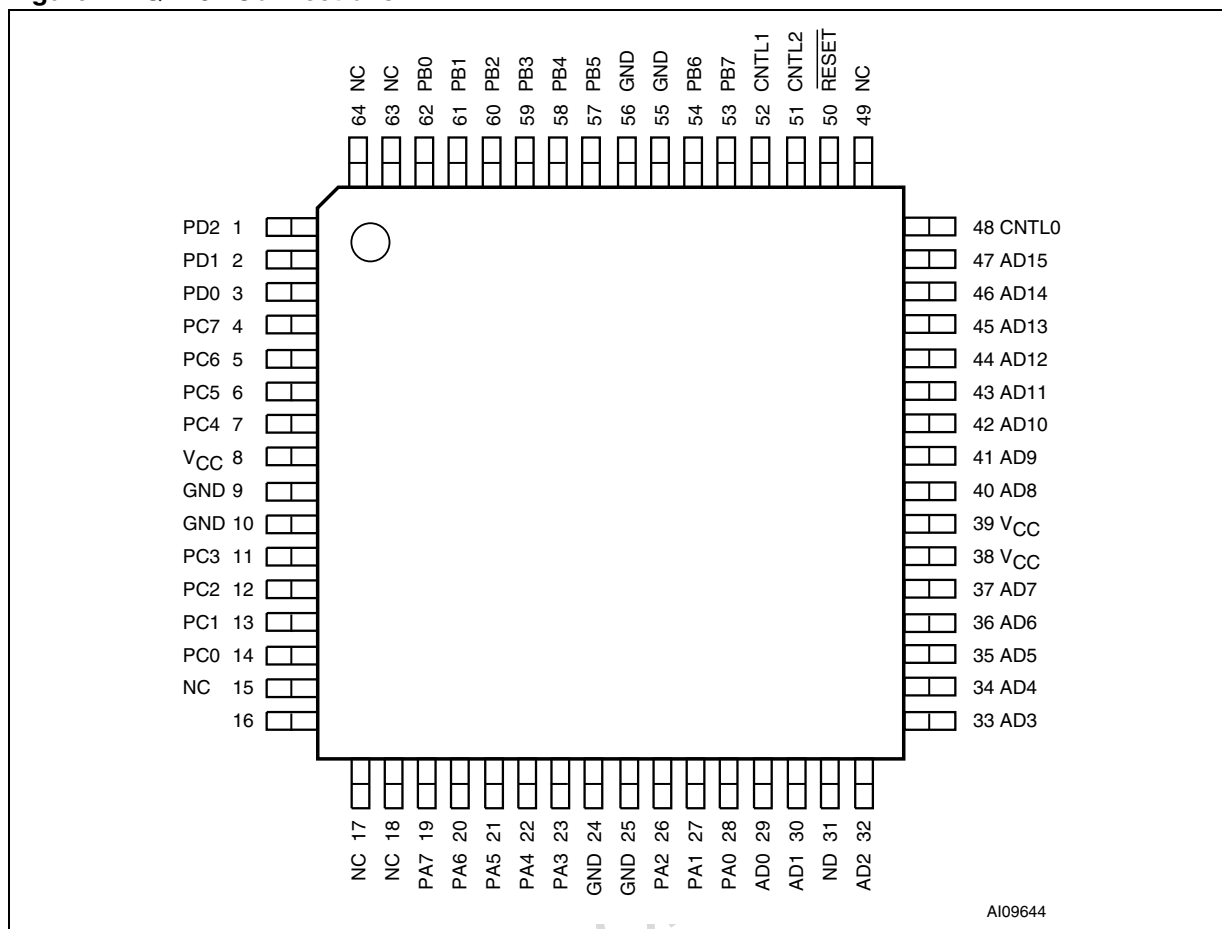 64 NC
63 NC
62 PB0
61 PB1
60 PB2
59 PB3
58 PB4
57 PB5
56 GND
55 GND
54 PB6
53 PB7
52 CNTL1
51 CNTL2
50 RESET
49 NC
PD2 1
PD1 2
PD0 3
PC7 4
PC6 5
PC5 6
PC4 7
VCC 8
GND 9
GND 10
PC3 11
PC2 12
PC1 13
PC0 14
NC 15
16
48 CNTL0
47 AD15
46 AD14
45 AD13
44 AD12
43 AD11
42 AD10
41 AD9
40 AD8
39 VCC
38 VCC
37 AD7
36 AD6
35 AD5
34 AD4
33 AD3
NC 17
NC 18
PA7 19
PA6 20
PA5 21
PA4 22
PA3 23
GND 24
GND 25
PA2 26
PA1 27
PA0 28
AD0 29
AD1 30
ND 31
AD2 32
AI09644